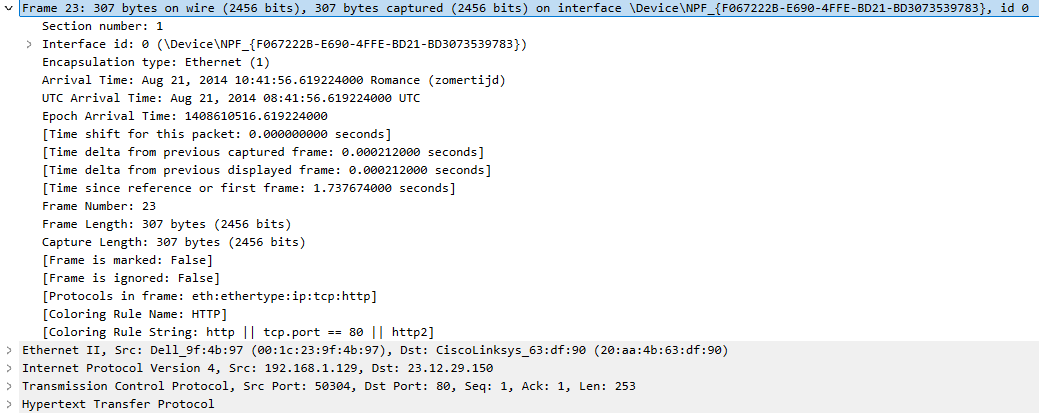 Frame 23: 307 bytes on wire (2456 bits), 307 bytes captured (2456 bits) on interface \Device\NPF_{F067222B-E690-4FFE-BD21-BD3073539783}, id 0
Section number: 1
Interface id: 0 (\Device\NPF_{F067222B-E690-4FFE-BD21-BD3073539783})
Encapsulation type: Ethernet (1)
Arrival Time: Aug 21, 2014 10:41:56.619224000 Romance (zomertijd)
UTC Arrival Time: Aug 21, 2014 08:41:56.619224000 UTC
Epoch Arrival Time: 1408610516.619224000
[Time shift for this packet: 0.000000000 seconds]
[Time delta from previous captured frame: 0.000212000 seconds]
[Time delta from previous displayed frame: 0.000212000 seconds]
[Time since reference or first frame: 1.737674000 seconds]
Frame Number: 23
Frame Length: 307 bytes (2456 bits)
Capture Length: 307 bytes (2456 bits)
[Frame is marked: False]
[Frame is ignored: False]
[Protocols in frame: eth:ethertype:ip:tcp:http]
[Coloring Rule Name: HTTP]
[Coloring Rule String: http || tcp.port == 80 || http2]
Ethernet II, Src: Dell_9f:4b:97 (00:1c:23:9f:4b:97), Dst: CiscoLinksys_63:df:90 (20:aa:4b:63:df:90)
Internet Protocol Version 4, Src: 192.168.1.129, Dst: 23.12.29.150
Transmission Control Protocol, Src Port: 50304, Dst Port: 80, Seq: 1, Ack: 1, Len: 253
Hypertext Transfer Protocol